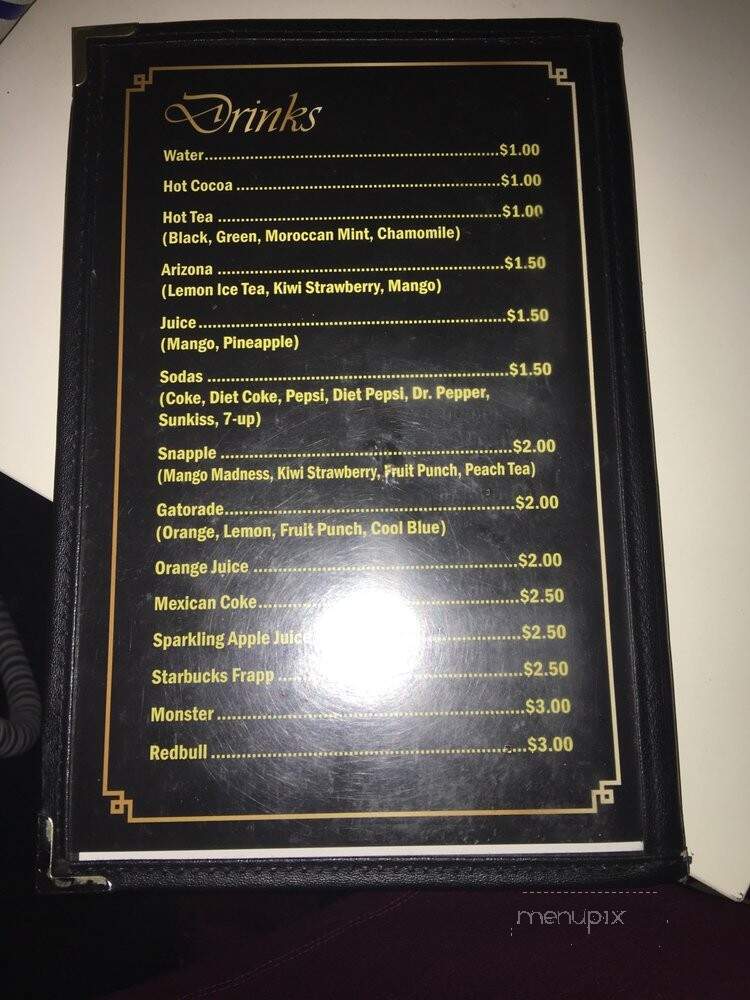 Drinks
Water....................................................................$1.00
Hot Cocoa ..............................................................$1.00
Hot Tea ..................................................................$1.00
(Black, Green, Moroccan Mint, Chamomile)
Arizona ..................................................................$1.50
(Lemon Ice Tea, Kiwi Strawberry, Mango)
Juice.......................................................................$1.50
(Mango, Pineapple)
Sodas .....................................................................$1.50
(Coke, Diet Coke, Pepsi, Diet Pepsi, Dr. Pepper,
Sunkiss, 7-up)
Snapple ..................................................................$2.00
(Mango Madness, Kiwi Strawberry, Fruit Punch, Peach Tea)
Gatorade..................................................................$2.00
(Orange, Lemon, Fruit Punch, Cool Blue)
Orange Juice ...........................................................$2.00
Mexican Coke...........................................................$2.50
Sparkling Apple Juice..............................................$2.50
Starbucks Frapp ......................................................$2.50
Monster ...................................................................$3.00
Redbull ....................................................................$3.00
menupix